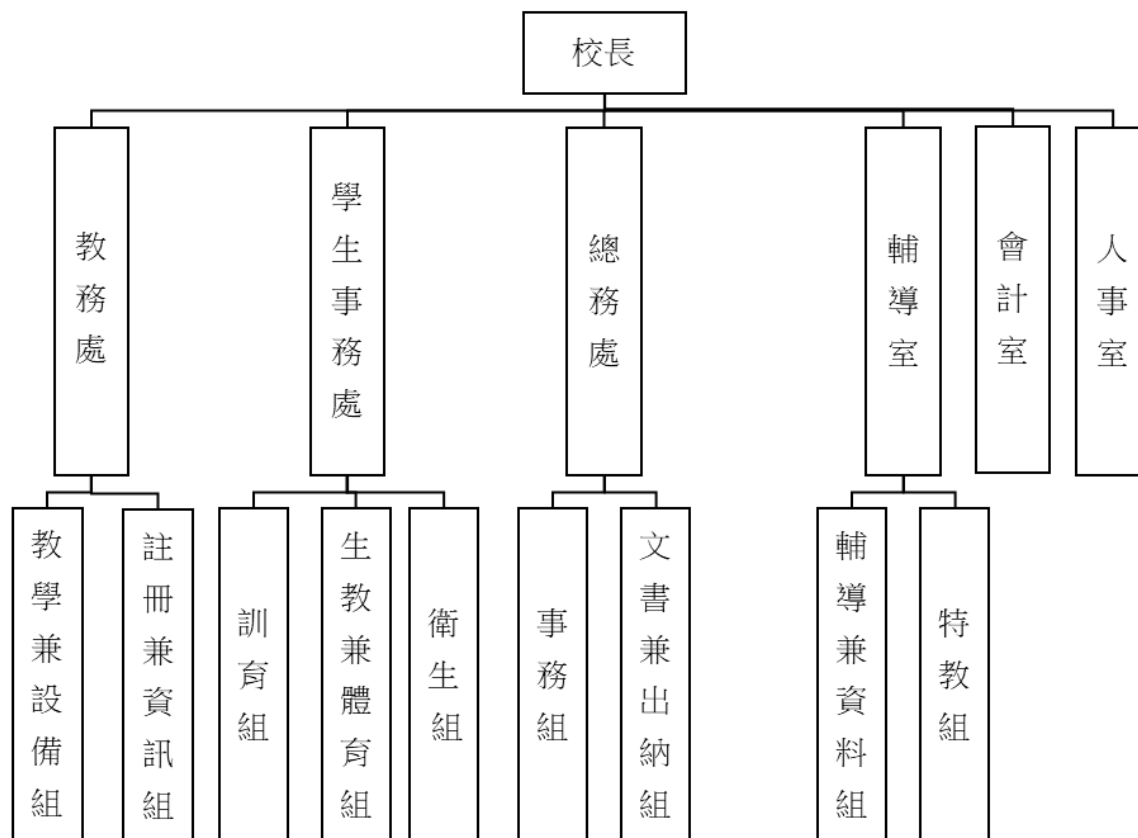 校長
教務處
學生事務處
總務處
輔導室
會計室
人事室
教學兼設備組
註冊兼資訊組
訓育組
生教兼體育組
衛生組
事務組
文書兼出納組
輔導兼資料組
特教組